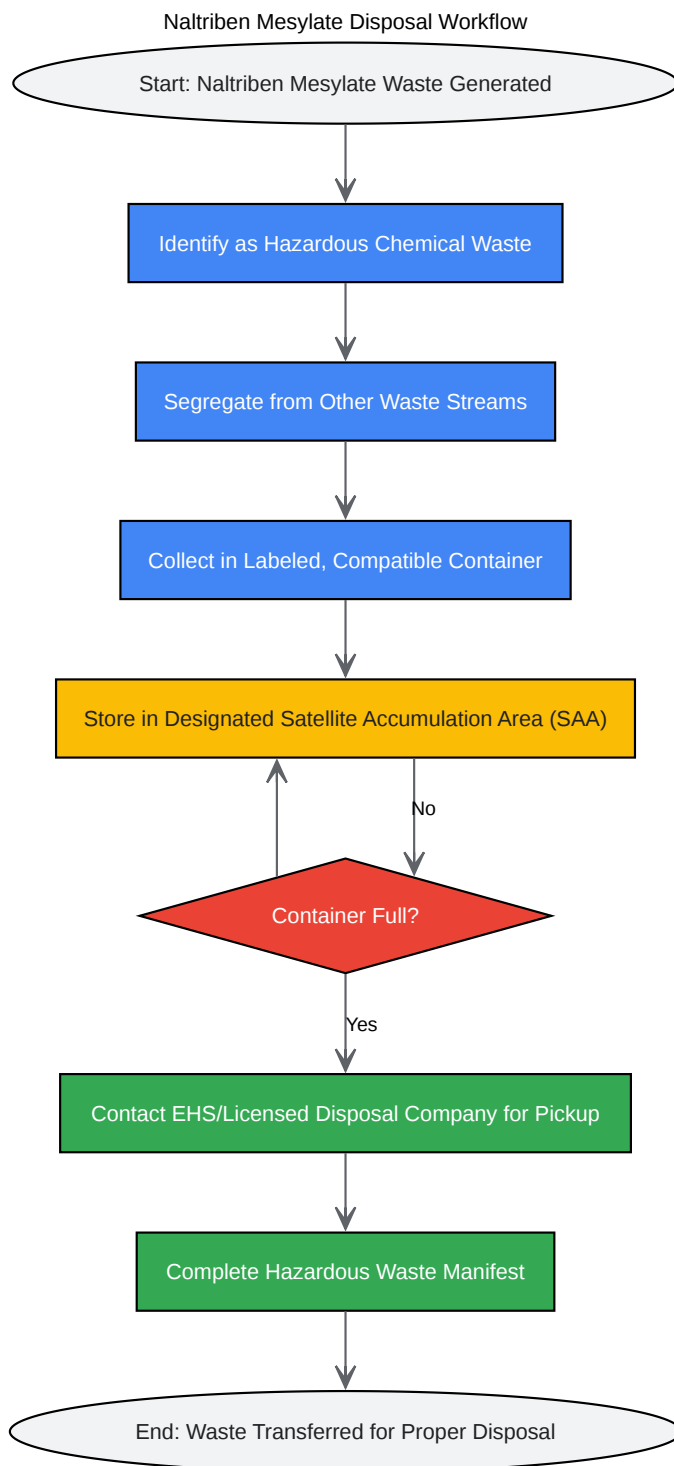 Naltriben Mesylate Disposal Workflow
Start: Naltriben Mesylate Waste Generated
Identify as Hazardous Chemical Waste
Segregate from Other Waste Streams
Collect in Labeled, Compatible Container
Store in Designated Satellite Accumulation Area (SAA)
No
Container Full?
Yes
Contact EHS/Licensed Disposal Company for Pickup
Complete Hazardous Waste Manifest
End: Waste Transferred for Proper Disposal